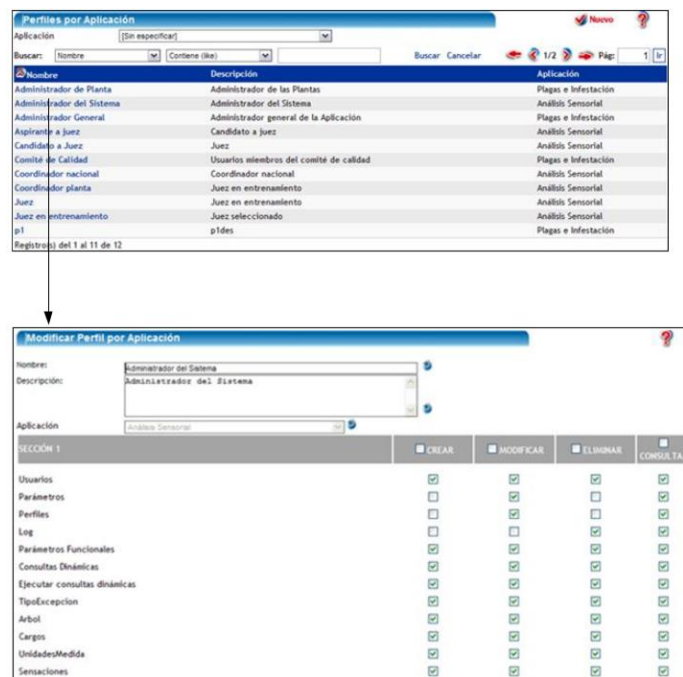 Perfiles por Aplicación Nuevo
Aplicación [Sin especificar]
Buscar: Nombre Contiene (like) Buscar Cancelar 1/2 Pág: 1 Ir
Nombre Descripción Aplicación
Administrador de Planta Administrador de las Plantas Plagas e Infestación
Administrador del Sistema Administrador del Sistema Análisis Sensorial
Administrador General Administrador general de la Aplicación Plagas e Infestación
Aspirante a juez Candidato a juez Análisis Sensorial
Candidato a Juez Juez Análisis Sensorial
Comité de Calidad Usuarios miembros del comité de calidad Plagas e Infestación
Coordinador nacional Coordinador nacional Análisis Sensorial
Coordinador planta Juez en entrenamiento Análisis Sensorial
Juez Juez en entrenamiento Análisis Sensorial
Juez en entrenamiento Juez seleccionado Análisis Sensorial
p1 p1des Plagas e Infestación
Registro(s) del 1 al 11 de 12
Modificar Perfil por Aplicación
Nombre: Administrador del Sistema
Descripción: Administrador del Sistema
Aplicación Análisis Sensorial
SECCIÓN 1 CREAR MODIFICAR ELIMINAR CONSULTA
Usuarios
Parámetros
Perfiles
Log
Parámetros Funcionales
Consultas Dinámicas
Ejecutar consultas dinámicas
TipoExcepcion
Arbol
Cargos
UnidadesMedida
Sensaciones